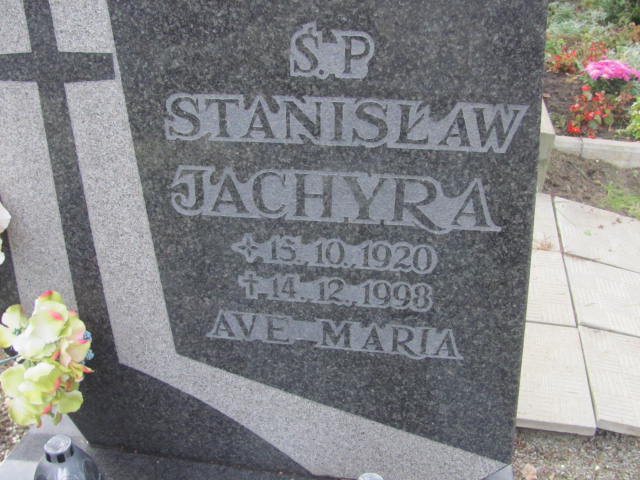 Ś.P
STANISŁAW
JACHYRA
15.10.1920
†14.12.1998
AVE-MARIA